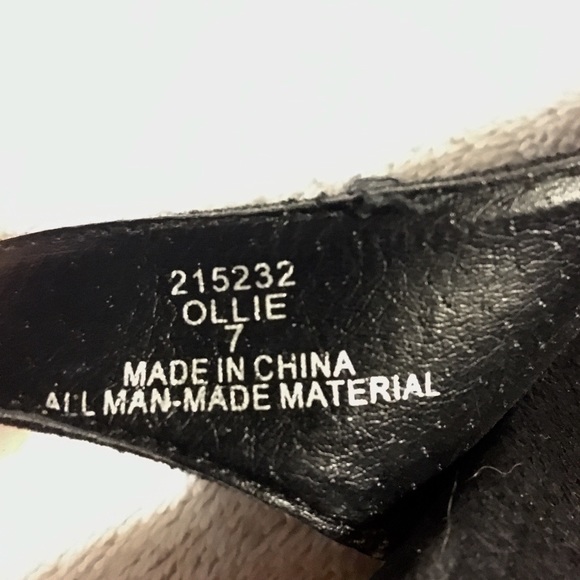 215232
OLLIE
7
MADE IN CHINA
ALL MAN-MADE MATERIAL